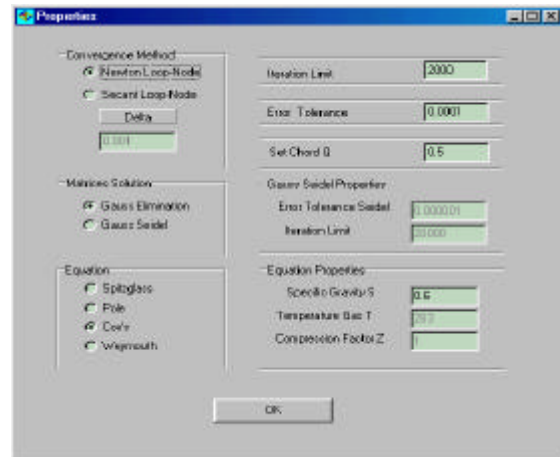 Properties
Convergence Method
Newton Loop-Node
Secant Loop-Node
Delta
0.001
Iteration Limit
2000
Error Tolerance
0.0001
Set Chord Q
0.5
Matrices Solution
Gauss Elimination
Gauss Seidel
Gauss Seidel Properties
Error Tolerance Seidel
0.000001
Iteration Limit
Equation
Spitzglass
Pole
Cox's
Weymouth
Equation Properties
Specific Gravity S
0.6
Temperature Gas T
Compression Factor Z
1
OK